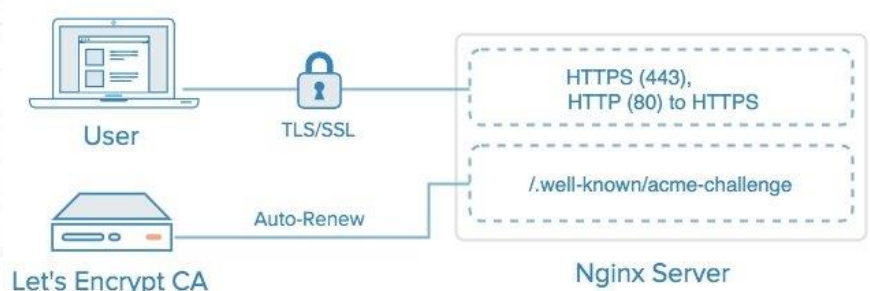 User
TLS/SSL
HTTPS (443),
HTTP (80) to HTTPS
/.well-known/acme-challenge
Auto-Renew
Let's Encrypt CA
Nginx Server